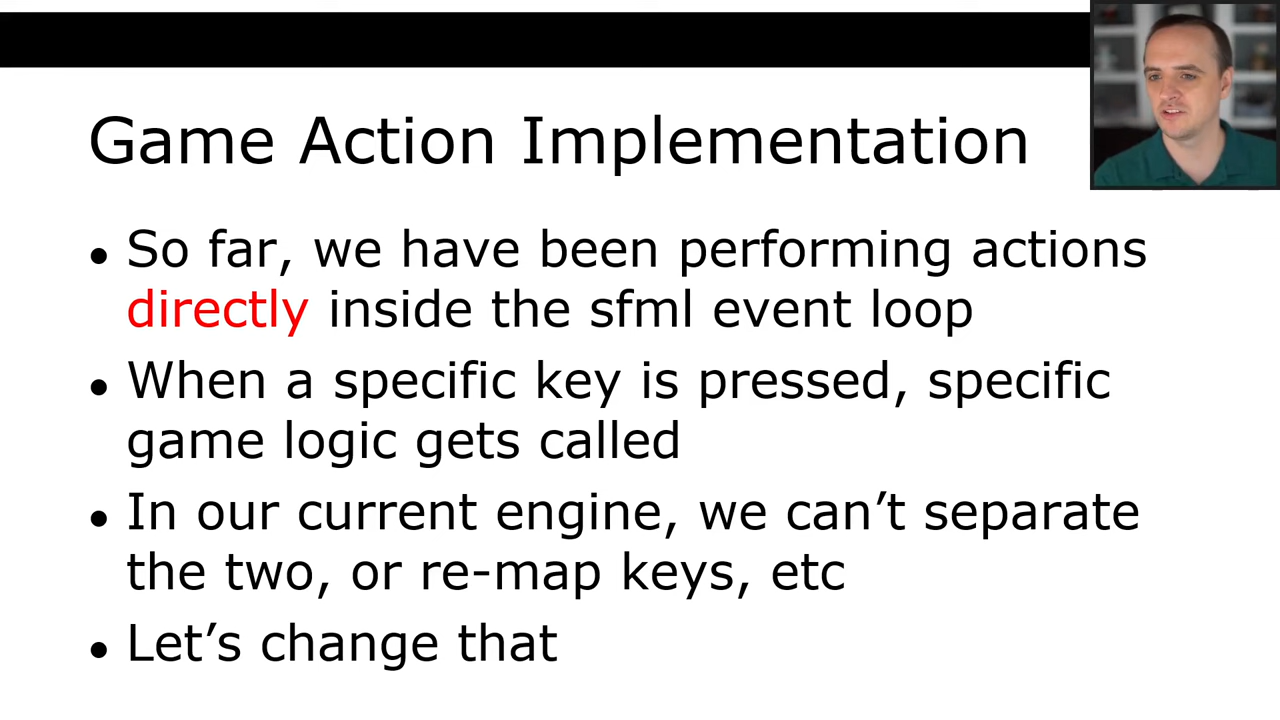 Game Action Implementation
● So far, we have been performing actions
directly inside the sfml event loop
● When a specific key is pressed, specific
game logic gets called
● In our current engine, we can’t separate
the two, or re-map keys, etc
● Let’s change that